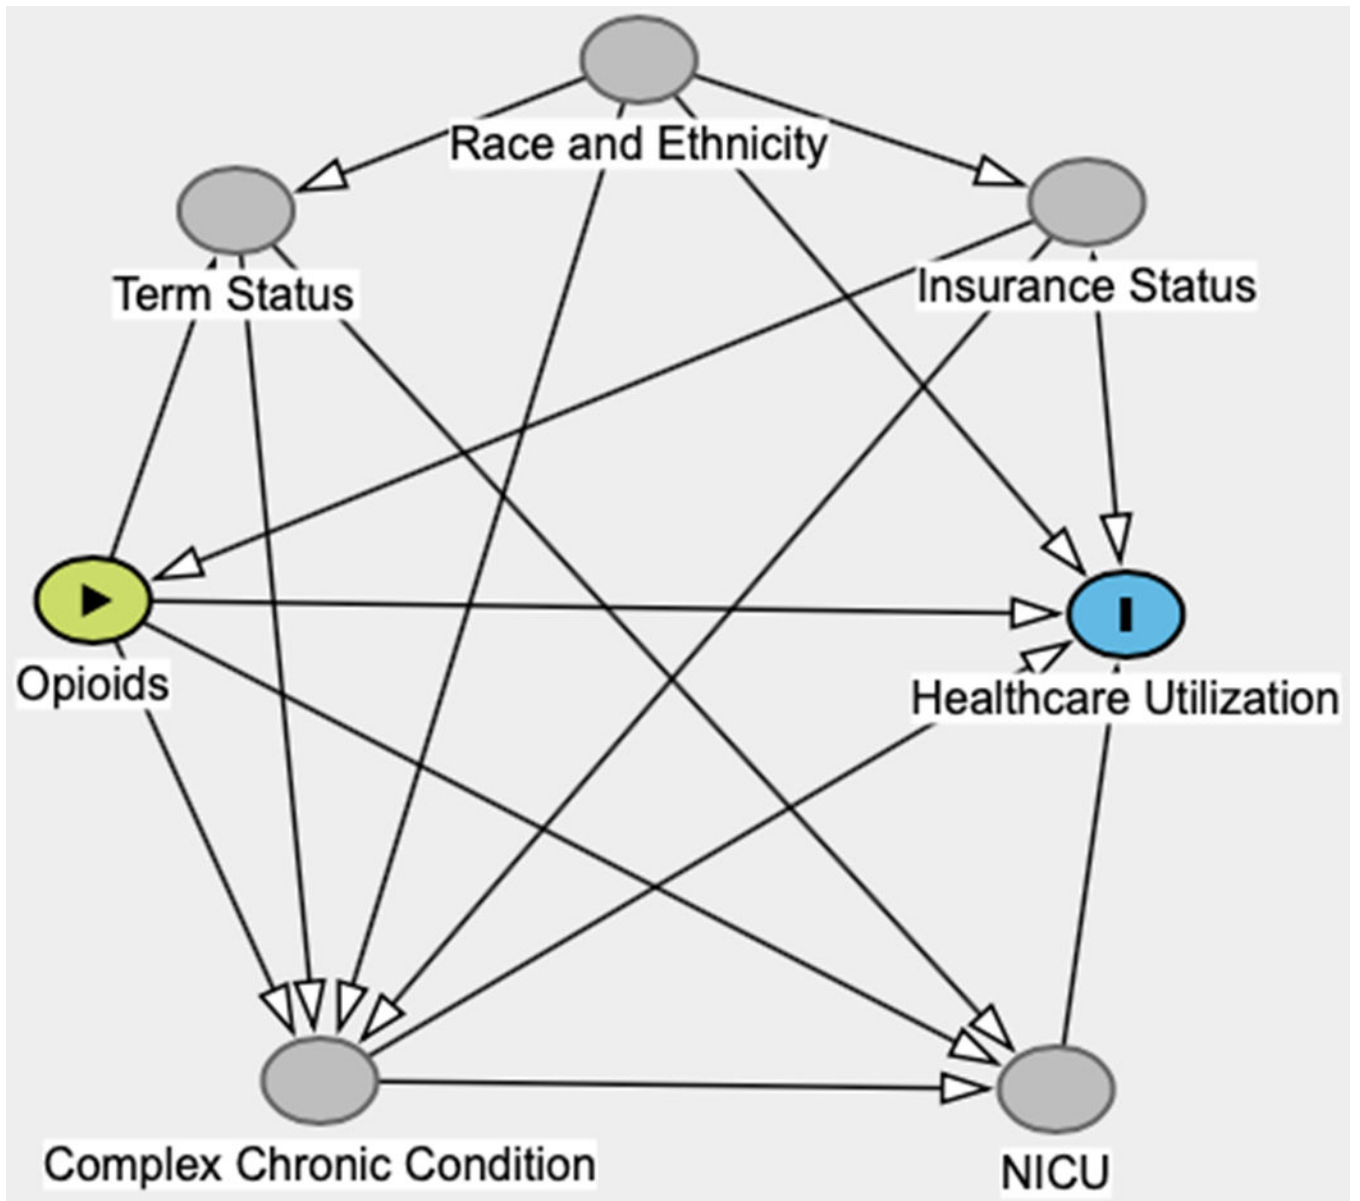 Race and Ethnicity
Term Status
Insurance Status
Opioids
Healthcare Utilization
Complex Chronic Condition
NICU